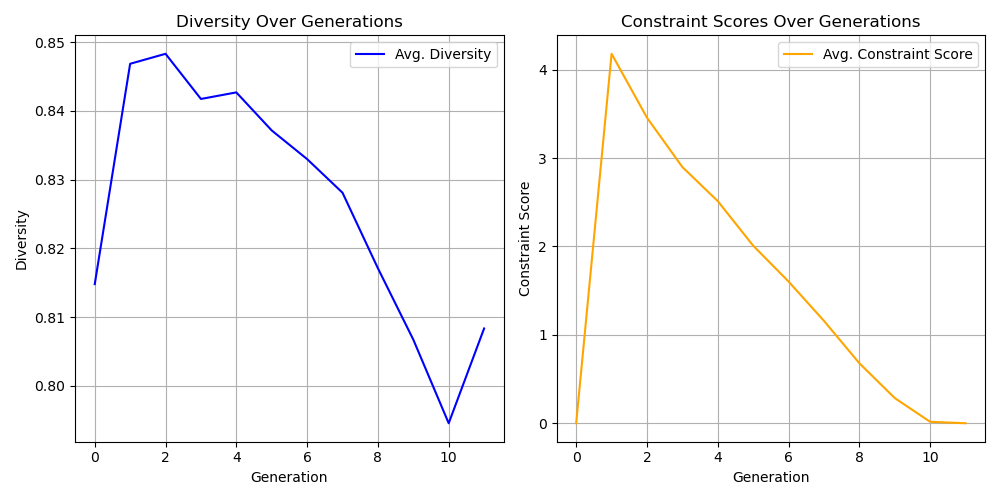 Diversity Over Generations
Avg. Diversity
0.85
0.84
0.83
0.82
0.81
0.80
Diversity
0 2 4 6 8 10
Generation
Constraint Scores Over Generations
Avg. Constraint Score
4
3
2
1
0
Constraint Score
0 2 4 6 8 10
Generation